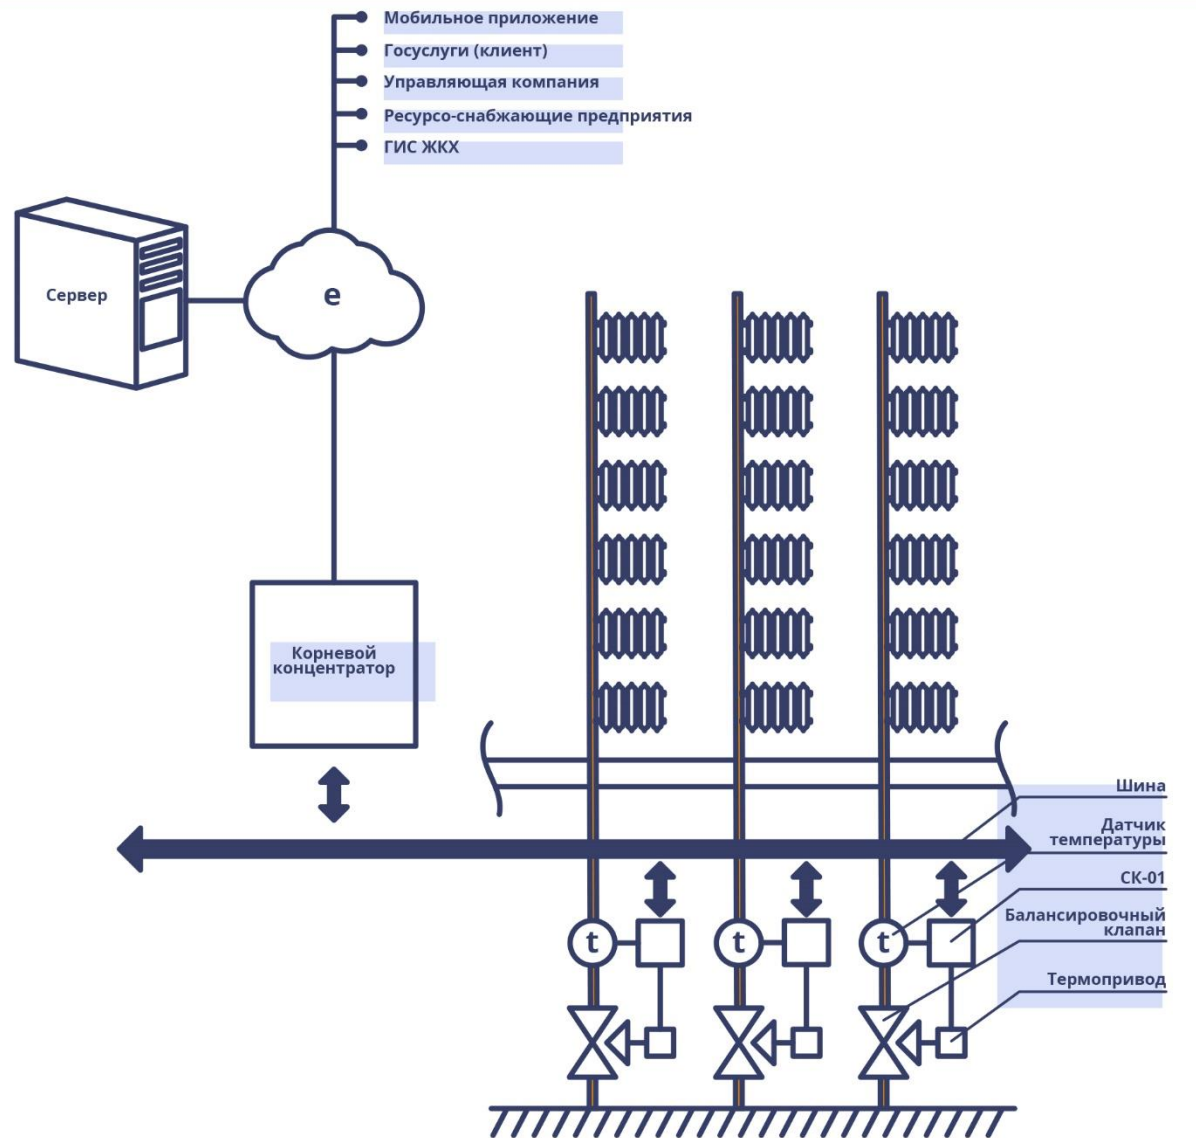 Мобильное приложение
Госуслуги (клиент)
Управляющая компания
Ресурсо-снабжающие предприятия
ГИС ЖКХ
Сервер
e
Корневой
концентратор
Шина
Датчик
температуры
СК-01
Балансировочный
клапан
Термопривод
t
t
t